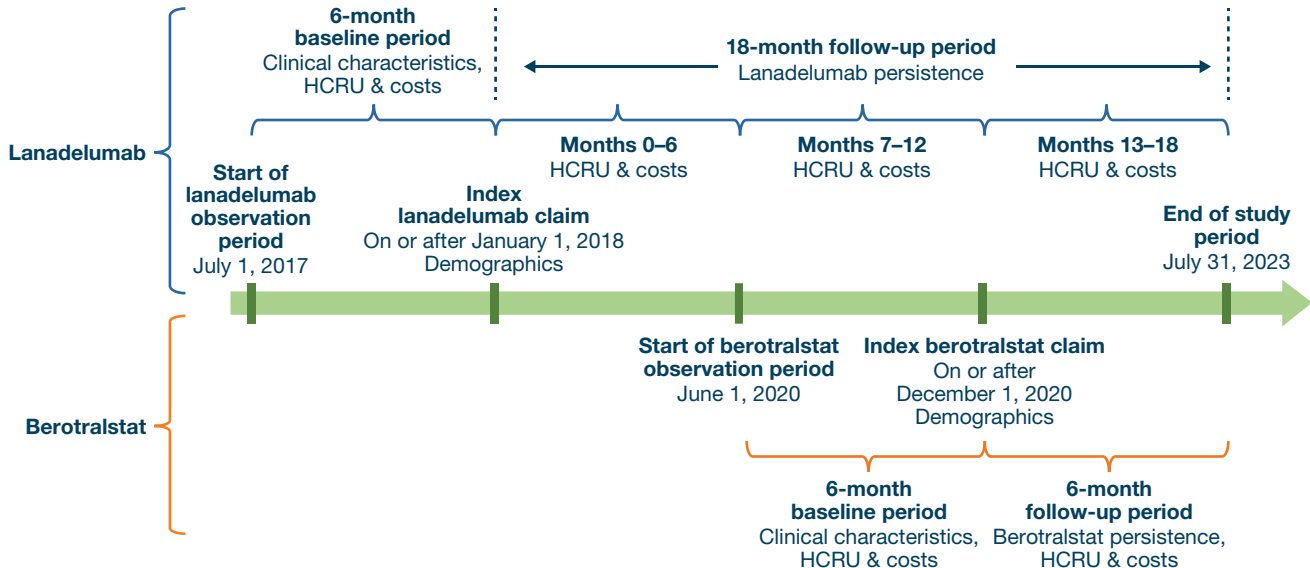 6-month
baseline period
Clinical characteristics,
HCRU & costs
18-month follow-up period
Lanadelumab persistence
Lanadelumab
Months 0–6
HCRU & costs
Months 7–12
HCRU & costs
Months 13–18
HCRU & costs
Start of
lanadelumab
observation
period
July 1, 2017
Index
lanadelumab claim
On or after January 1, 2018
Demographics
End of study
period
July 31, 2023
Berotralstat
Start of berotralstat
observation period
June 1, 2020
Index berotralstat claim
On or after
December 1, 2020
Demographics
6-month
baseline period
Clinical characteristics,
HCRU & costs
6-month
follow-up period
Berotralstat persistence,
HCRU & costs